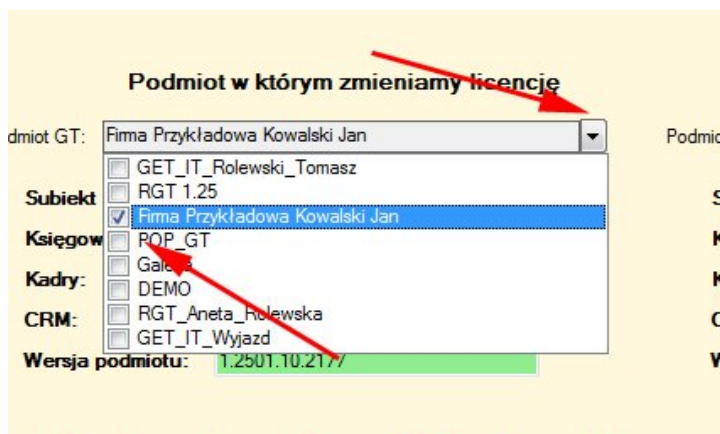 Podmiot w którym zmieniamy licencję
dmiot GT: Firma Przykładowa Kowalski Jan Podmio
GET_IT_Rolewski_Tomasz
Subiekt RGT 1.25 S
Firma Przykładowa Kowalski Jan
Księgow POP_GT K
Kadry: K
DEMO
CRM: RGT_Aneta_Rolewska C
GET_IT_Wyjazd
Wersja podmiotu: 1.2501.10.2177 W